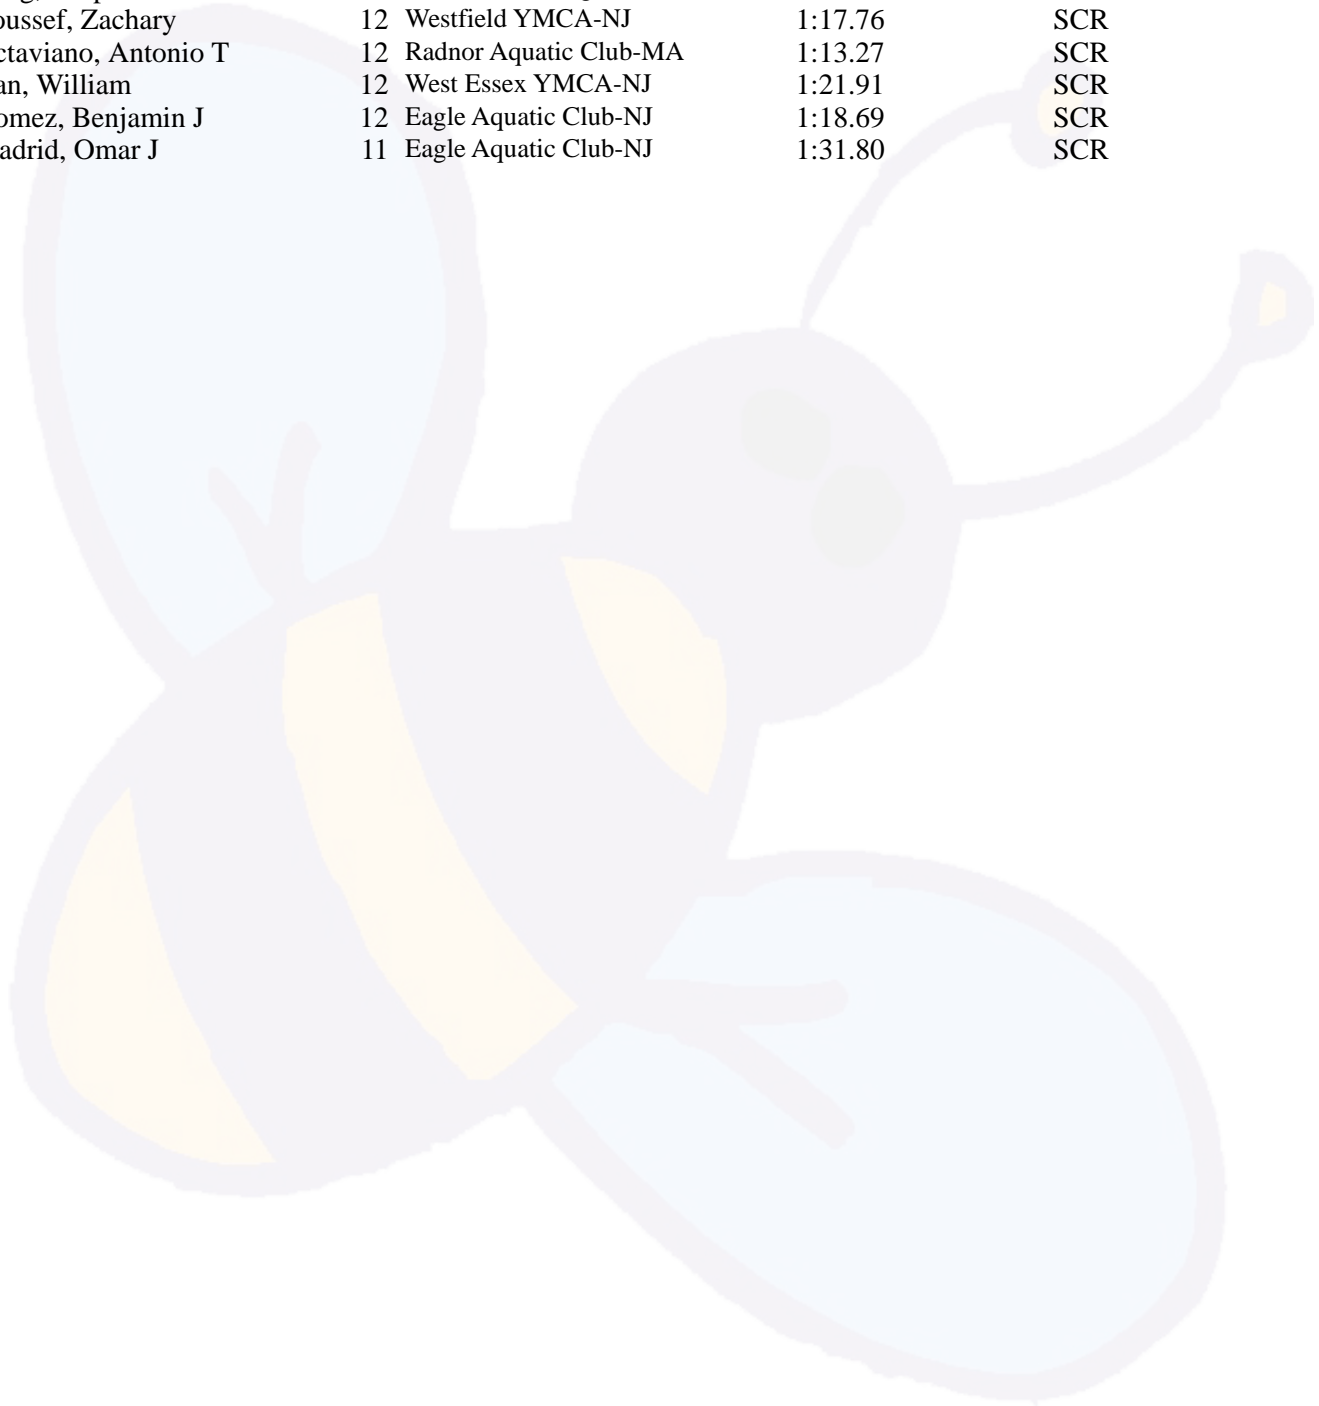 oussef, Zachary 12 Westfield YMCA-NJ 1:17.76 SCR
ctaviano, Antonio T 12 Radnor Aquatic Club-MA 1:13.27 SCR
an, William 12 West Essex YMCA-NJ 1:21.91 SCR
omez, Benjamin J 12 Eagle Aquatic Club-NJ 1:18.69 SCR
adrid, Omar J 11 Eagle Aquatic Club-NJ 1:31.80 SCR